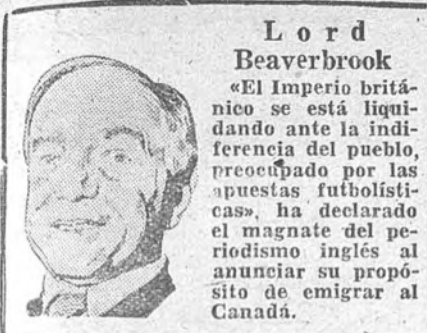 Lord
Beaverbrook
«El Imperio britá-
nico se está liqui-
dando ante la indi-
ferencia del pueblo,
preocupado por las
apuestas futbolísti-
cas», ha declarado
el magnate del pe-
riodismo inglés al
anunciar su propó-
sito de emigrar al
Canadá.